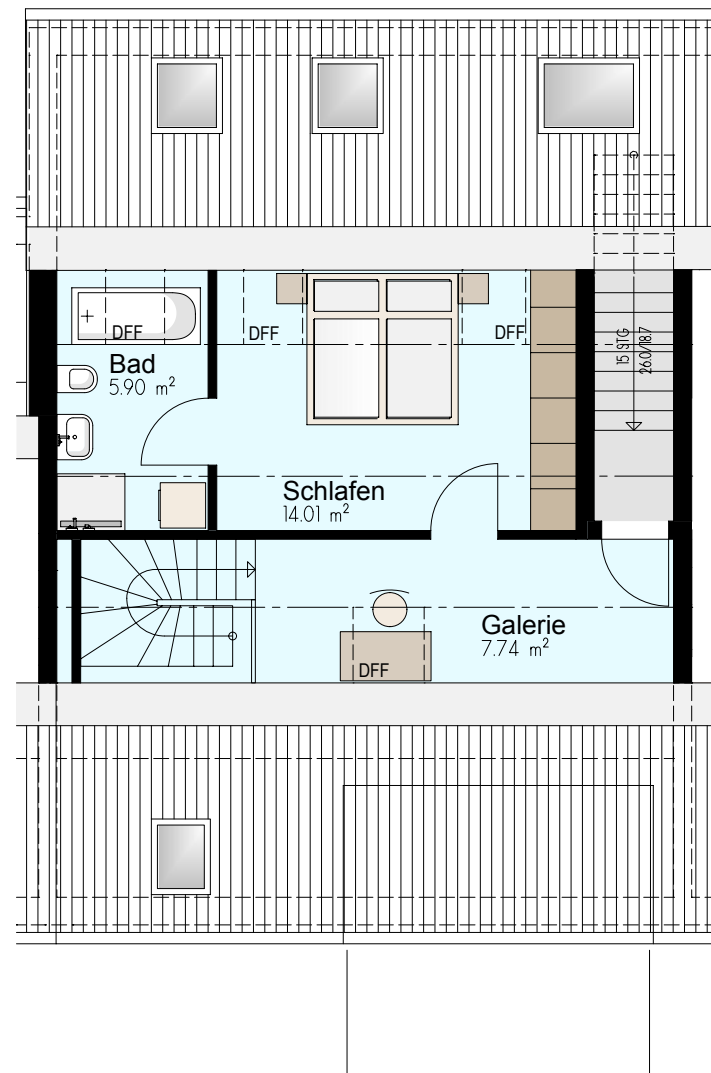 DFF
DFF
DFF
Bad
5.90 m²
15 STG
26.0/18.7
Schlafen
14.01 m²
Galerie
7.74 m²
DFF